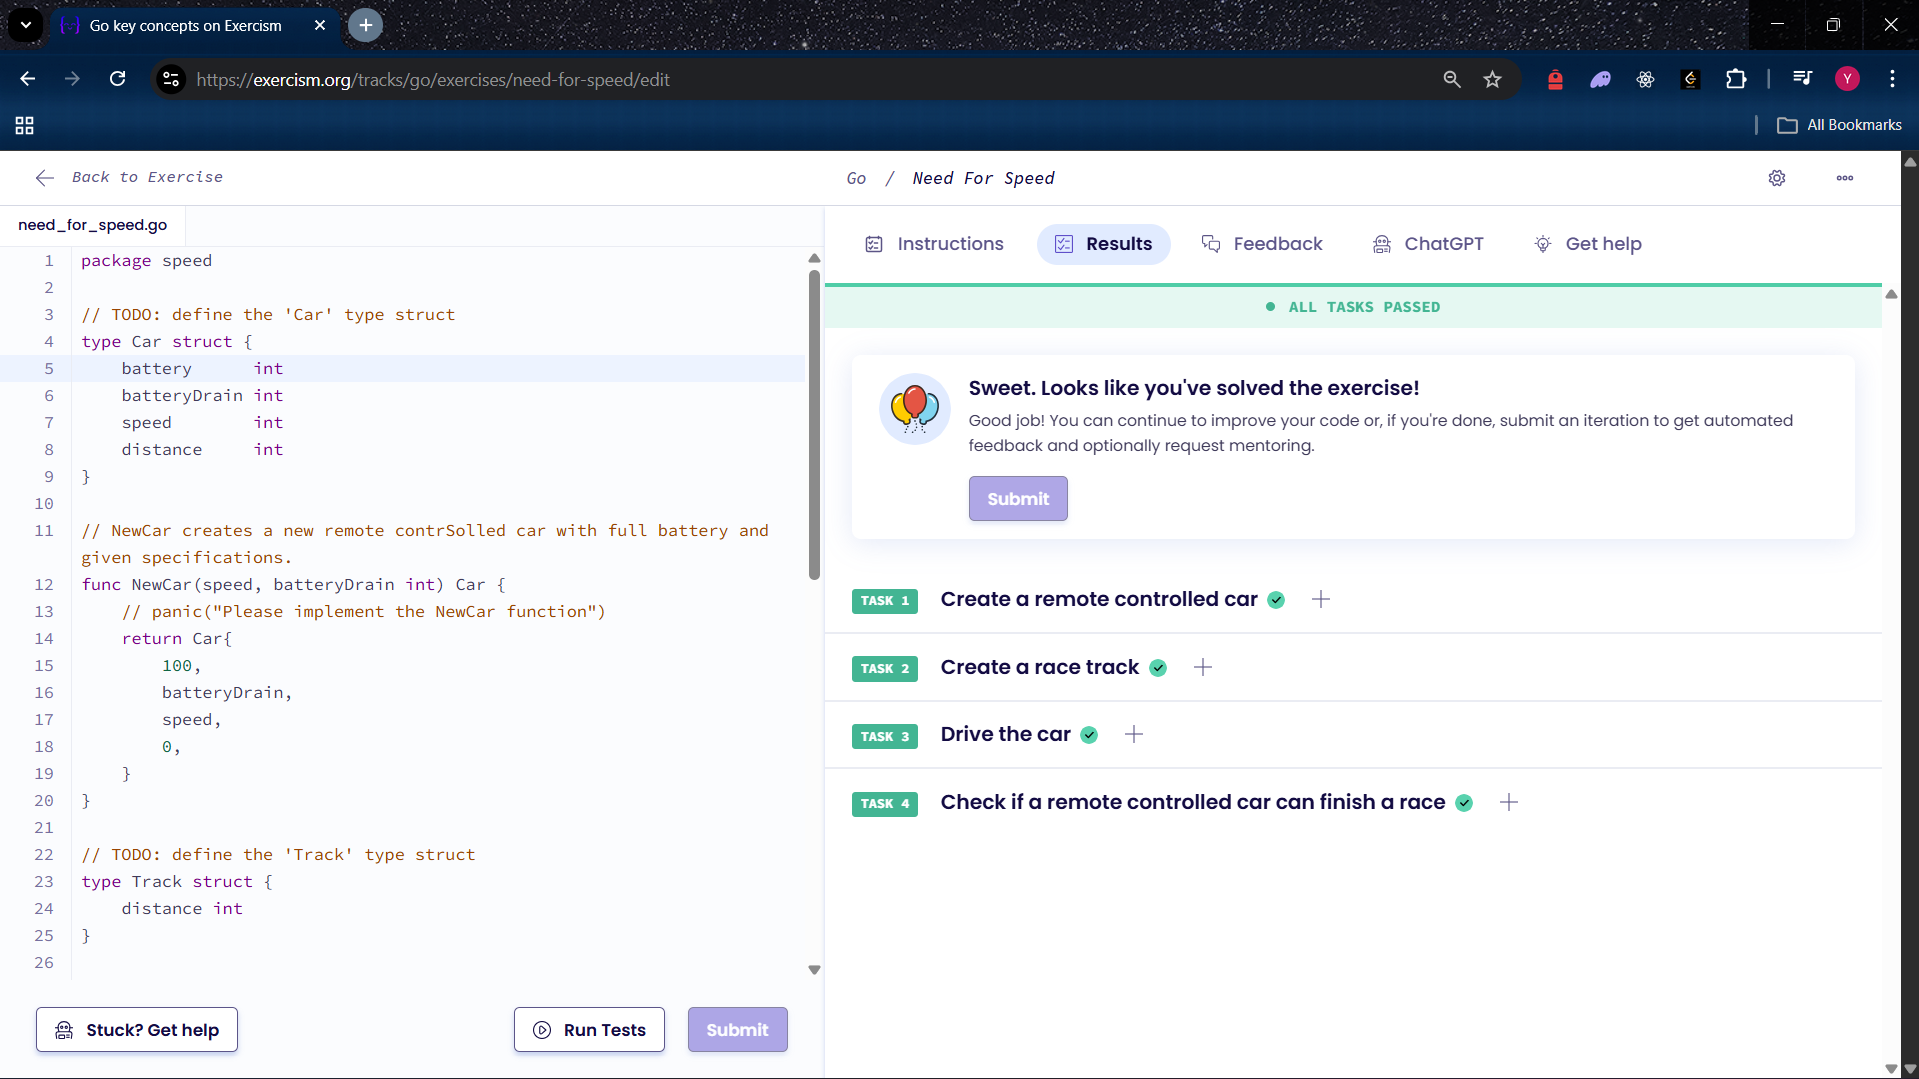 Go key concepts on Exercism
https://exercism.org/tracks/go/exercises/need-for-speed/edit
Y
All Bookmarks
Back to Exercise
Go / Need For Speed
need_for_speed.go
1 package speed
2
3 // TODO: define the 'Car' type struct
4 type Car struct {
5 battery int
6 batteryDrain int
7 speed int
8 distance int
9 }
10
11 // NewCar creates a new remote contrSolled car with full battery and
given specifications.
12 func NewCar(speed, batteryDrain int) Car {
13 // panic("Please implement the NewCar function")
14 return Car{
15 100,
16 batteryDrain,
17 speed,
18 0,
19 }
20 }
21
22 // TODO: define the 'Track' type struct
23 type Track struct {
24 distance int
25 }
26
Stuck? Get help
Run Tests
Submit
Instructions
Results
Feedback
ChatGPT
Get help
ALL TASKS PASSED
Sweet. Looks like you've solved the exercise!
Good job! You can continue to improve your code or, if you're done, submit an iteration to get automated
feedback and optionally request mentoring.
Submit
TASK 1 Create a remote controlled car
TASK 2 Create a race track
TASK 3 Drive the car
TASK 4 Check if a remote controlled car can finish a race